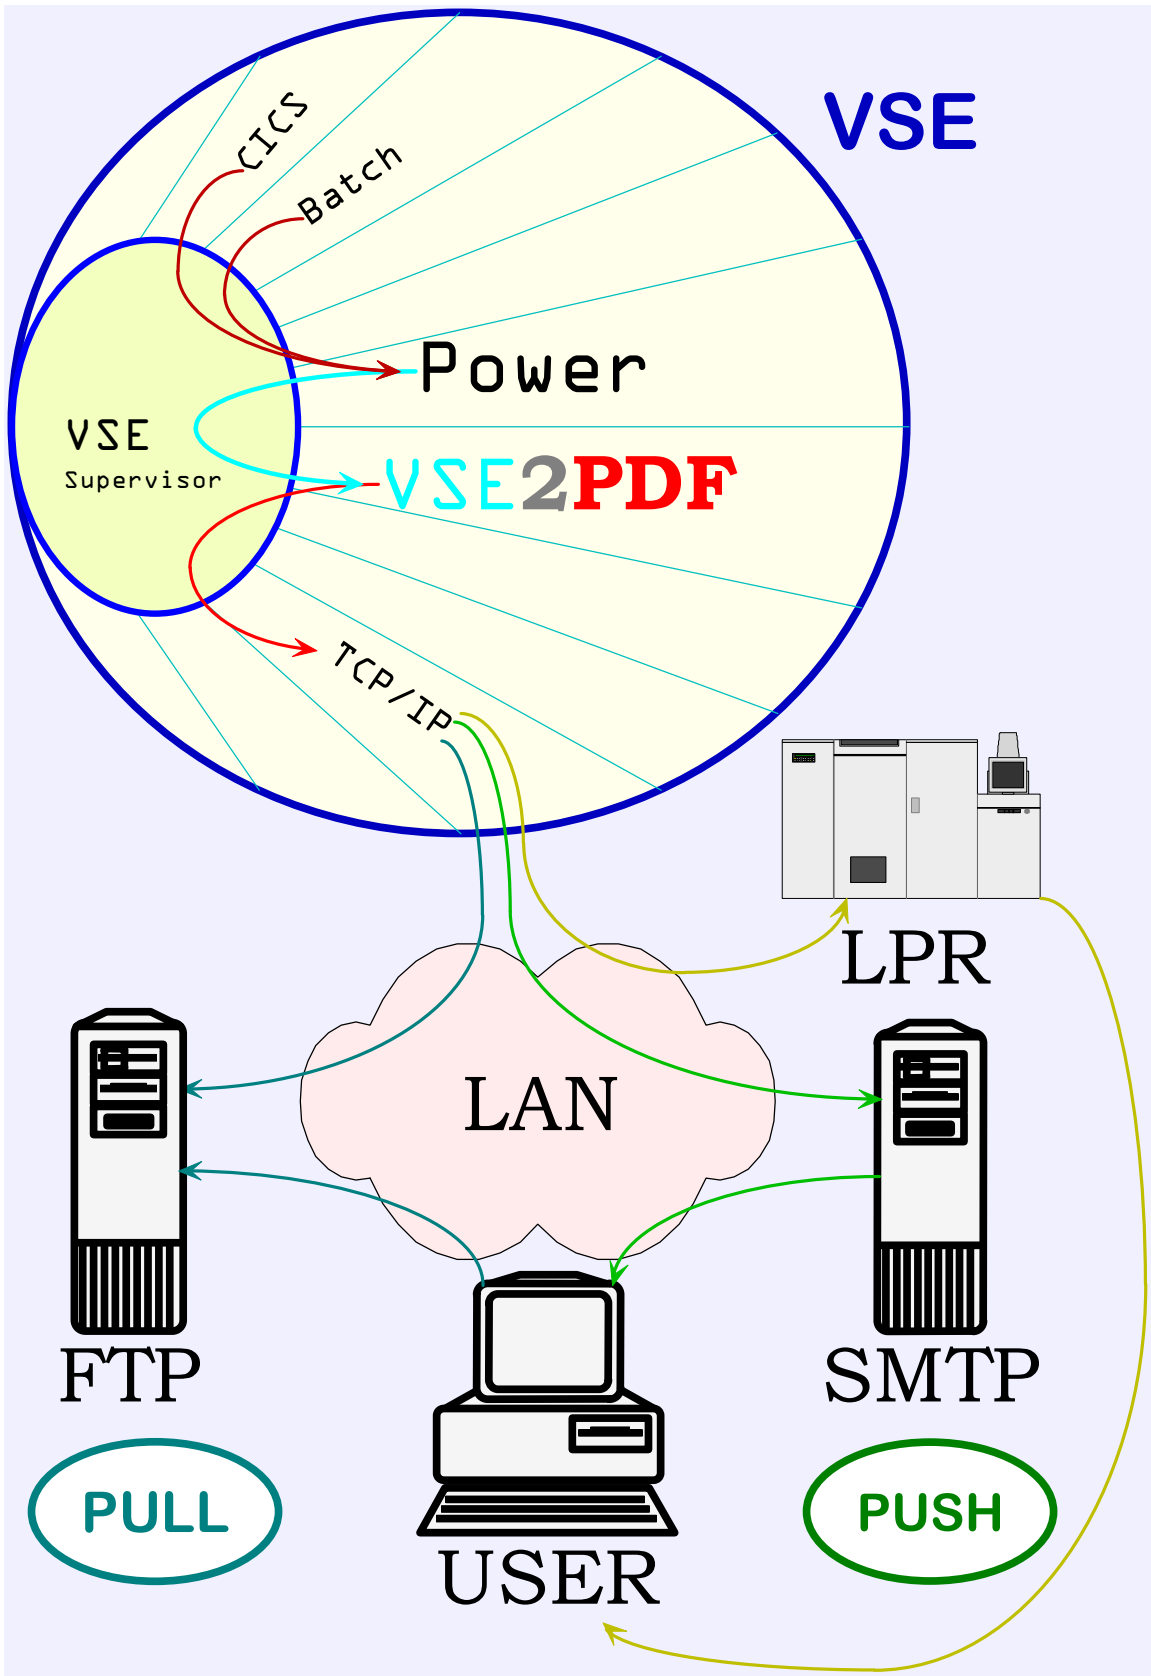 VSE
CICS
Batch
Power
VSE
Supervisor
VSE2PDF
TCP/IP
LPR
LAN
FTP
SMTP
PULL
PUSH
USER